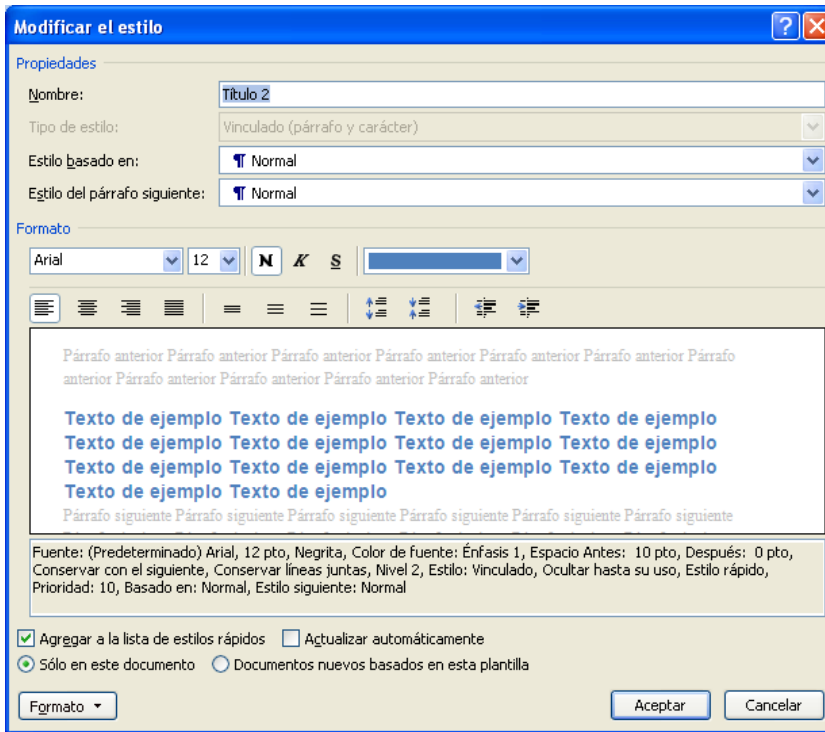 Modificar el estilo
Propiedades
Nombre: Título 2
Tipo de estilo: Vinculado (párrafo y carácter)
Estilo basado en: ¶ Normal
Estilo del párrafo siguiente: ¶ Normal
Formato
Arial 12 N K S
Párrafo anterior Párrafo anterior Párrafo anterior Párrafo anterior Párrafo anterior Párrafo anterior Párrafo
anterior Párrafo anterior Párrafo anterior Párrafo anterior Párrafo anterior
Texto de ejemplo Texto de ejemplo Texto de ejemplo Texto de ejemplo
Texto de ejemplo Texto de ejemplo Texto de ejemplo Texto de ejemplo
Texto de ejemplo Texto de ejemplo Texto de ejemplo Texto de ejemplo
Texto de ejemplo Texto de ejemplo
Párrafo siguiente Párrafo siguiente Párrafo siguiente Párrafo siguiente Párrafo siguiente Párrafo siguiente
Fuente: (Predeterminado) Arial, 12 pto, Negrita, Color de fuente: Énfasis 1, Espacio Antes: 10 pto, Después: 0 pto,
Conservar con el siguiente, Conservar líneas juntas, Nivel 2, Estilo: Vinculado, Ocultar hasta su uso, Estilo rápido,
Prioridad: 10, Basado en: Normal, Estilo siguiente: Normal
Agregar a la lista de estilos rápidos Actualizar automáticamente
Sólo en este documento Documentos nuevos basados en esta plantilla
Formato Aceptar Cancelar